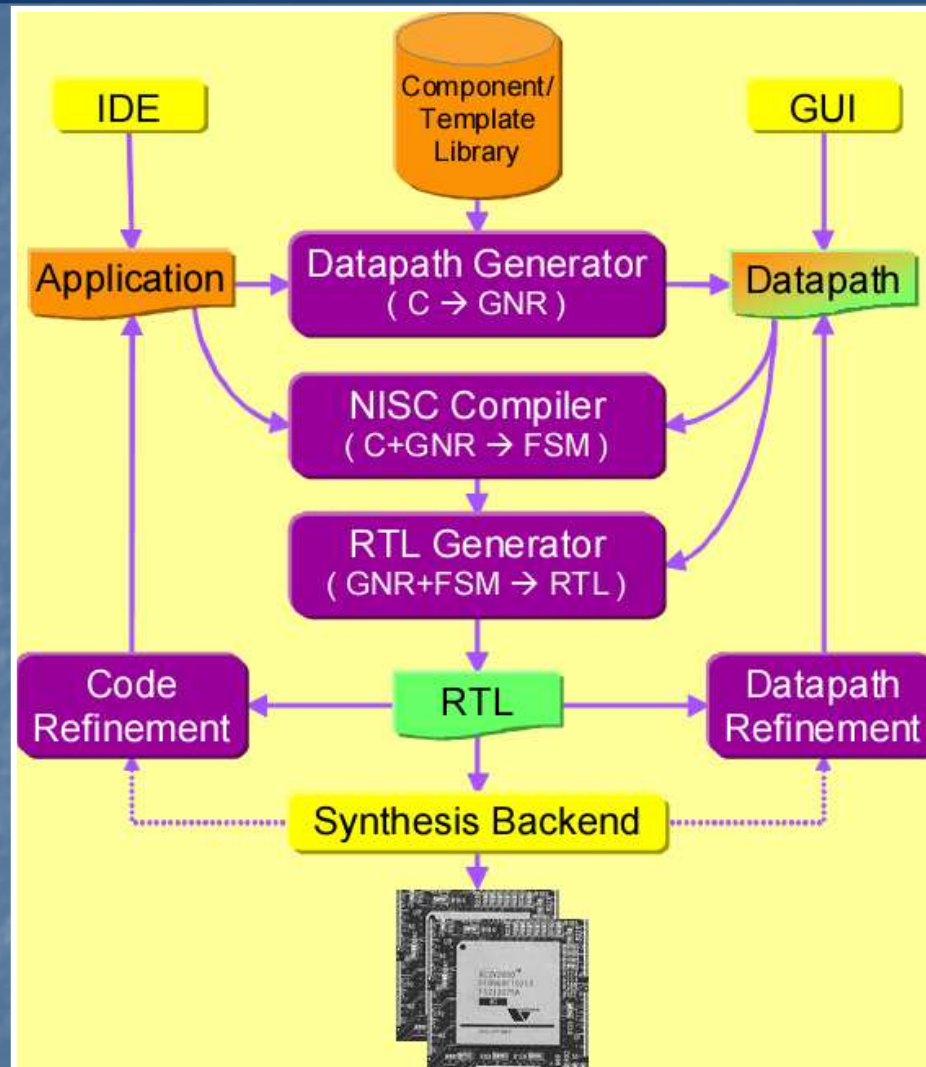 IDE
Component/
Template
Library
GUI
Application
Datapath Generator
( C → GNR )
Datapath
NISC Compiler
( C+GNR → FSM )
RTL Generator
( GNR+FSM → RTL )
Code
Refinement
RTL
Datapath
Refinement
Synthesis Backend